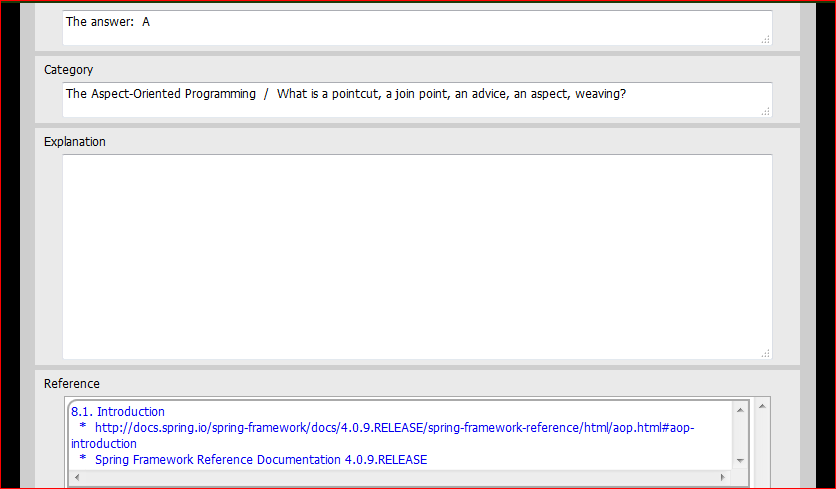 The answer:  A
Category
The Aspect-Oriented Programming  /  What is a pointcut, a join point, an advice, an aspect, weaving?
Explanation
Reference
8.1. Introduction
*  http://docs.spring.io/spring-framework/docs/4.0.9.RELEASE/spring-framework-reference/html/aop.html#aop-
introduction
*  Spring Framework Reference Documentation 4.0.9.RELEASE